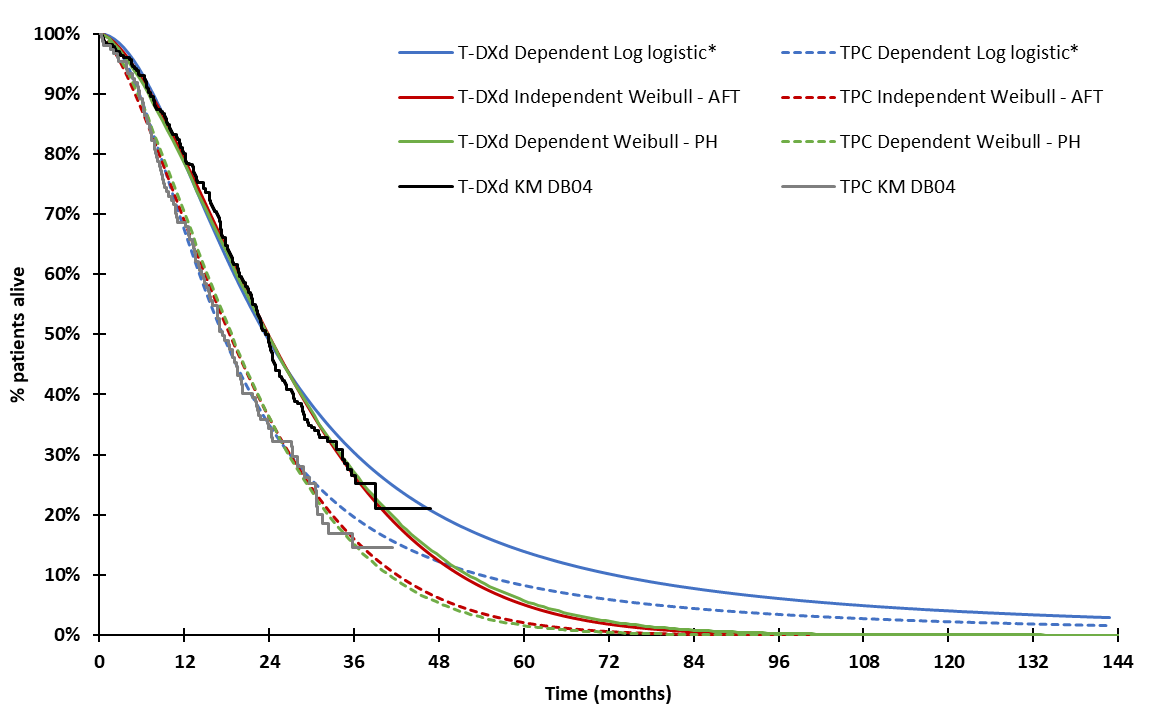 100%
90%
80%
70%
60%
50%
40%
30%
20%
10%
0%
% patients alive
T-DXd Dependent Log logistic*
TPC Dependent Log logistic*
T-DXd Independent Weibull - AFT
TPC Independent Weibull - AFT
T-DXd Dependent Weibull - PH
TPC Dependent Weibull - PH
T-DXd KM DB04
TPC KM DB04
0 12 24 36 48 60 72 84 96 108 120 132 144
Time (months)